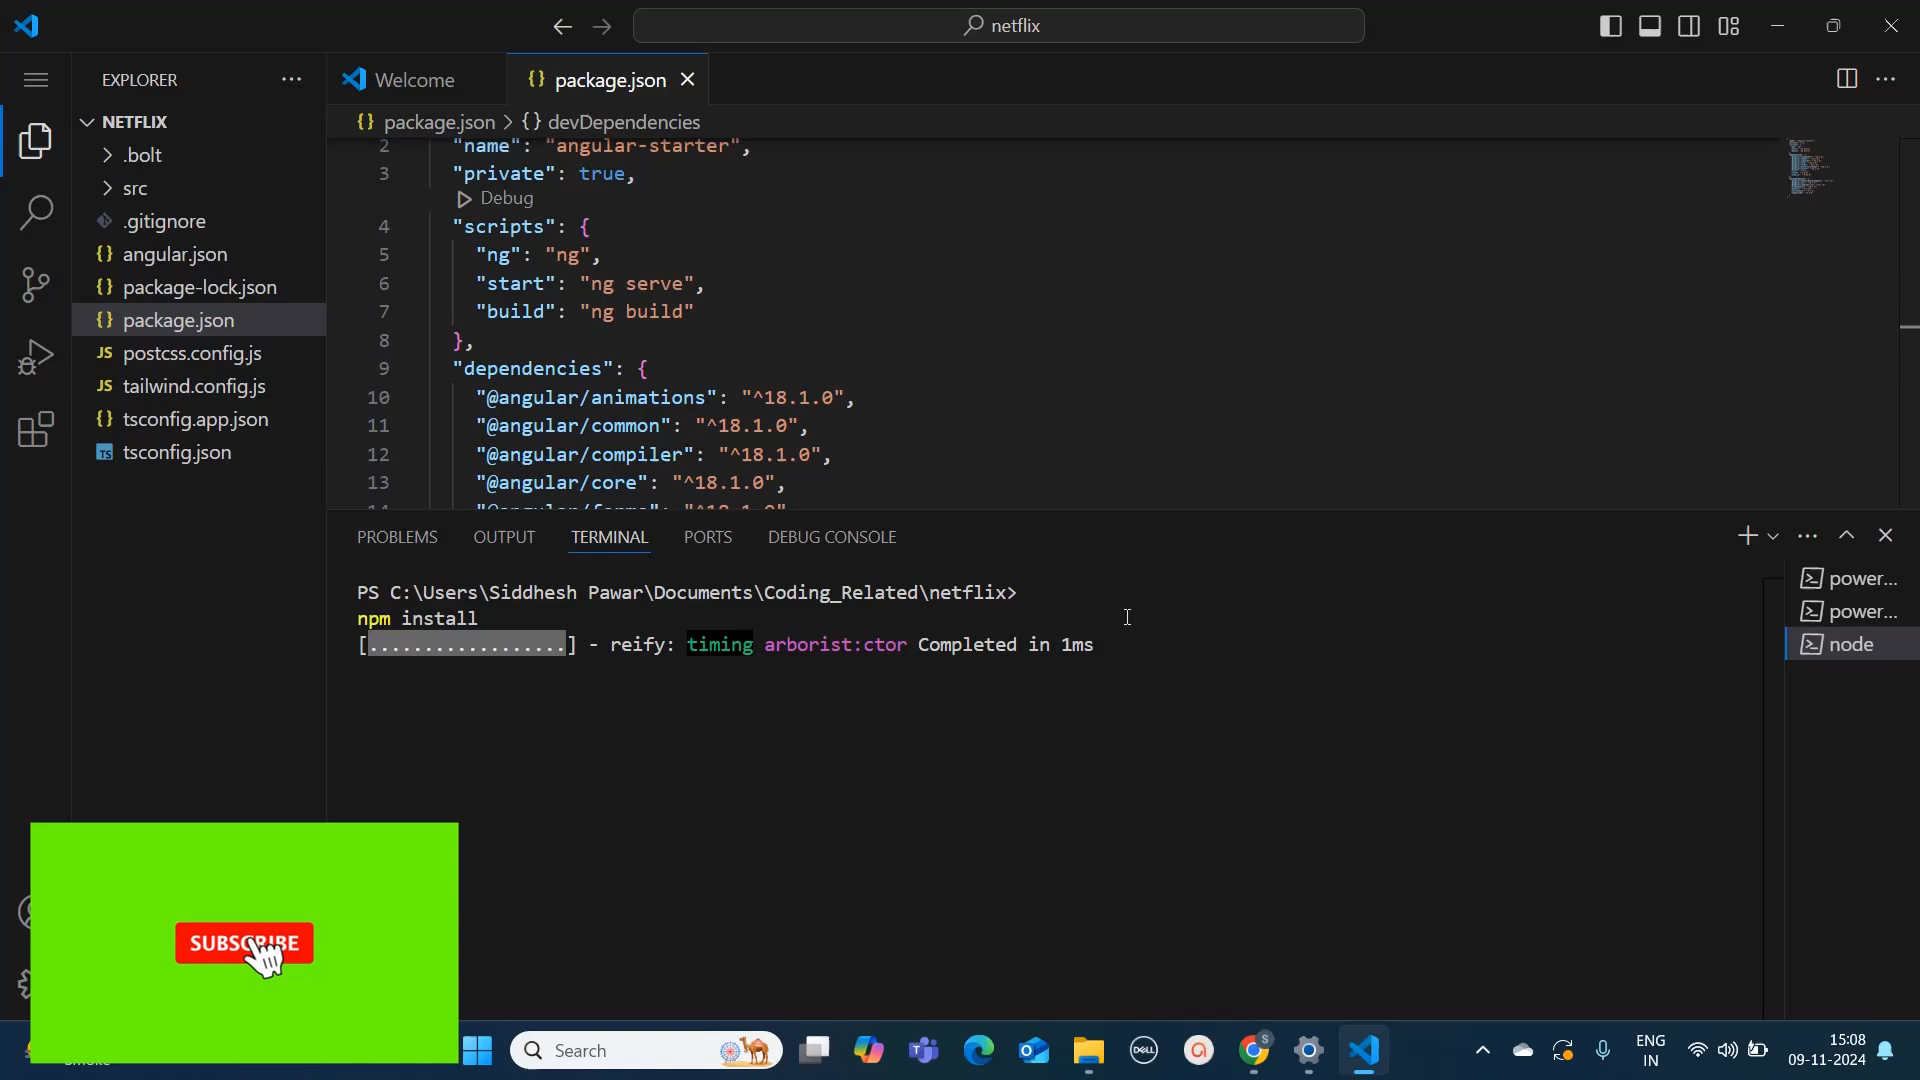 netflix
EXPLORER
Welcome
package.json
NETFLIX
package.json > {} devDependencies
.bolt
src
.gitignore
angular.json
package-lock.json
package.json
postcss.config.js
tailwind.config.js
tsconfig.app.json
tsconfig.json
2 "name": "angular-starter",
3 "private": true,
Debug
4 "scripts": {
5 "ng": "ng",
6 "start": "ng serve",
7 "build": "ng build"
8 },
9 "dependencies": {
10 "@angular/animations": "^18.1.0",
11 "@angular/common": "^18.1.0",
12 "@angular/compiler": "^18.1.0",
13 "@angular/core": "^18.1.0",
PROBLEMS OUTPUT TERMINAL PORTS DEBUG CONSOLE
PS C:\Users\Siddhesh Pawar\Documents\Coding_Related\netflix>
npm install
[..................] - reify: timing arborist:ctor Completed in 1ms
power...
power...
node
SUBSCRIBE
Search
ENG
IN
15:08
09-11-2024